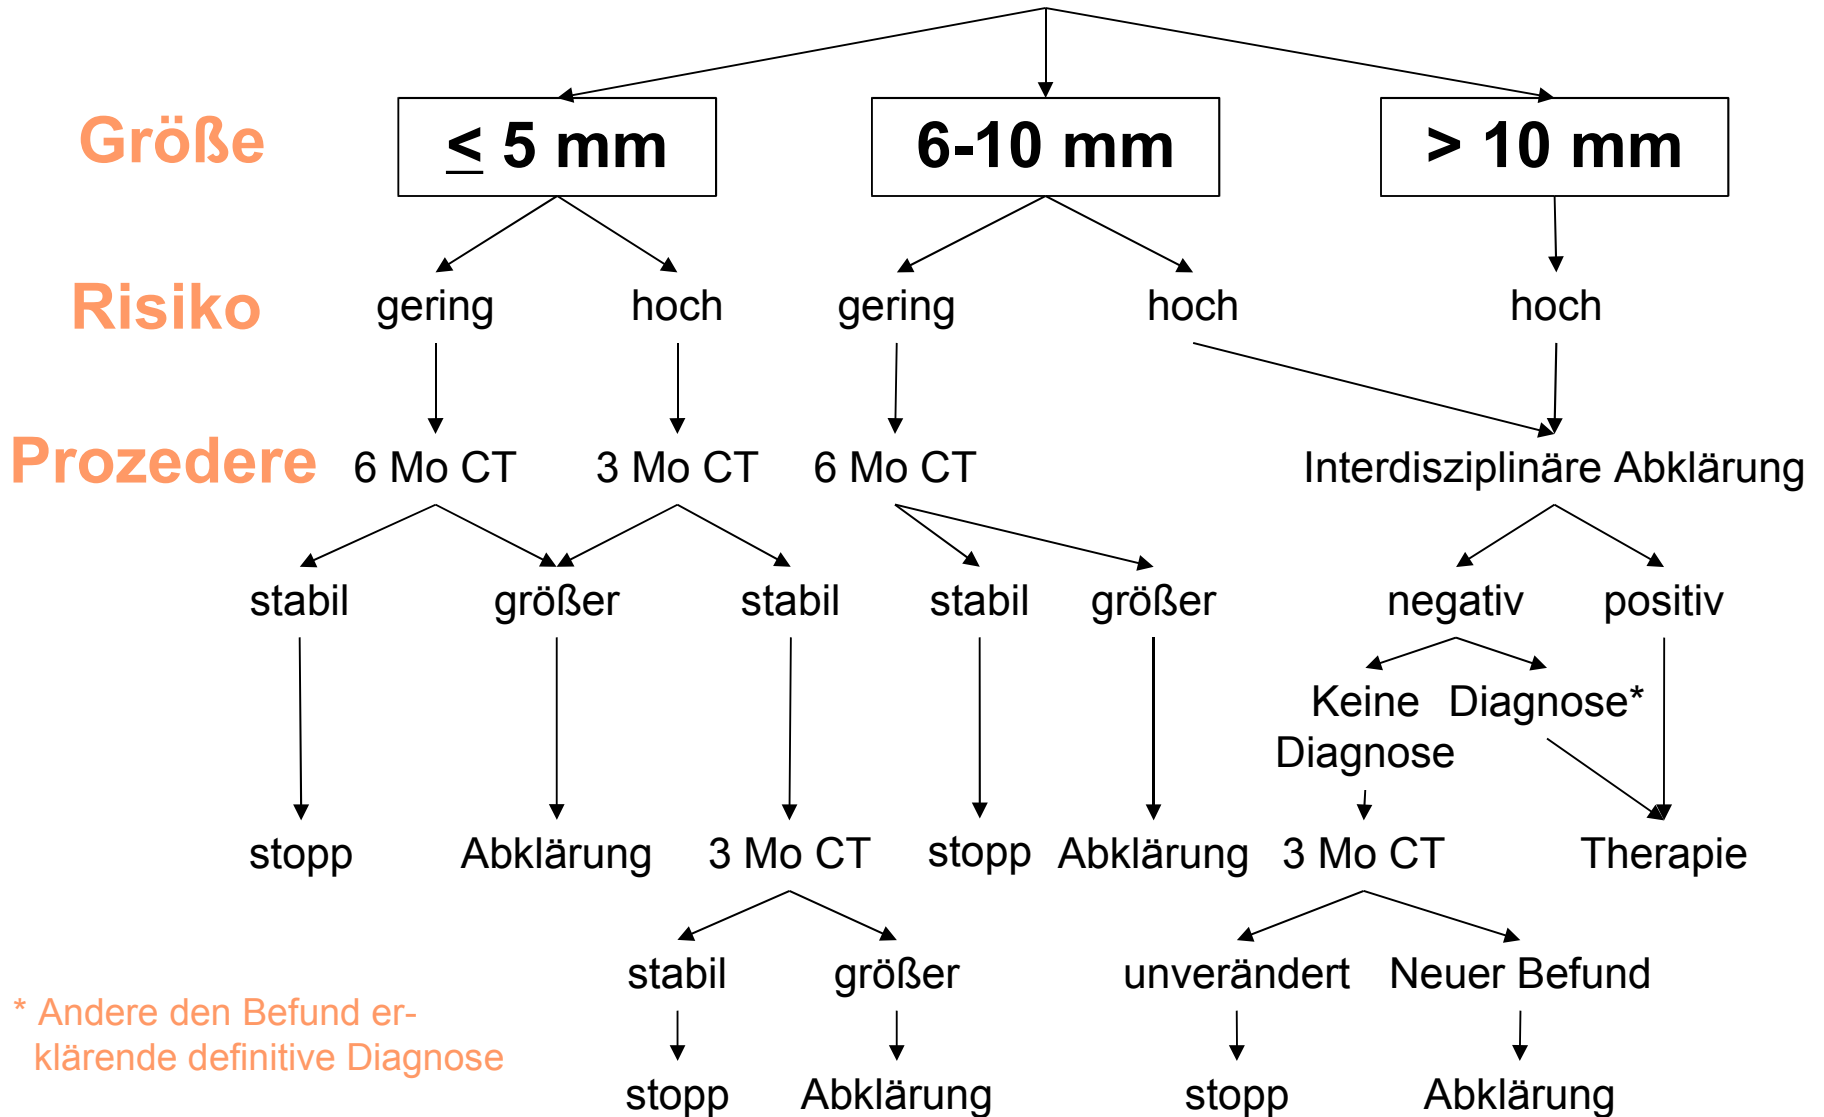 Größe
≤ 5 mm
6-10 mm
> 10 mm
Risiko
gering
hoch
gering
hoch
hoch
Prozedere
6 Mo CT
3 Mo CT
6 Mo CT
Interdisziplinäre Abklärung
stabil
größer
stabil
stabil
größer
negativ
positiv
Keine
Diagnose
Diagnose*
stopp
Abklärung
3 Mo CT
stopp
Abklärung
3 Mo CT
Therapie
stabil
größer
unverändert
Neuer Befund
* Andere den Befund er-
klärende definitive Diagnose
stopp
Abklärung
stopp
Abklärung